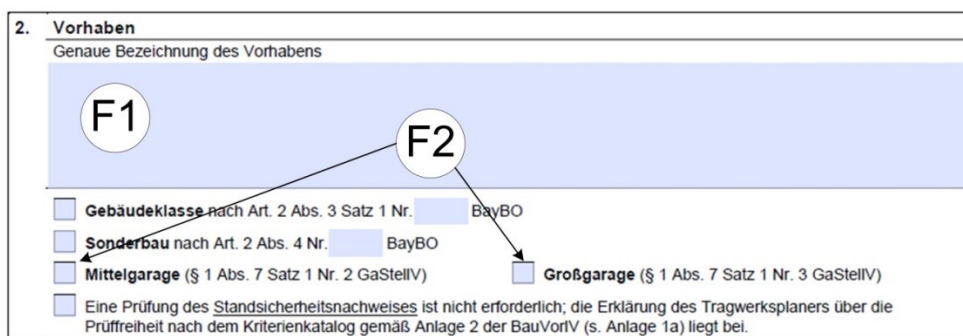 2. Vorhaben
Genaue Bezeichnung des Vorhabens
F1
F2
Gebäudeklasse nach Art. 2 Abs. 3 Satz 1 Nr. BayBO
Sonderbau nach Art. 2 Abs. 4 Nr. BayBO
Mittelgarage (§ 1 Abs. 7 Satz 1 Nr. 2 GaStellV) Großgarage (§ 1 Abs. 7 Satz 1 Nr. 3 GaStellV)
Eine Prüfung des Standsicherheitsnachweises ist nicht erforderlich; die Erklärung des Tragwerksplaners über die
Prüffreiheit nach dem Kriterienkatalog gemäß Anlage 2 der BauVorlV (s. Anlage 1a) liegt bei.